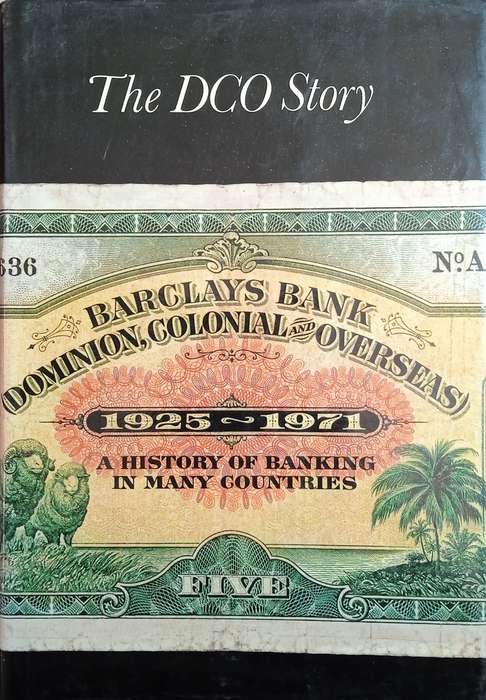 The DCO Story
636
No. A
BARCLAYS BANK
(DOMINION, COLONIAL AND OVERSEAS)
1925 ~ 1971
A HISTORY OF BANKING
IN MANY COUNTRIES
FIVE